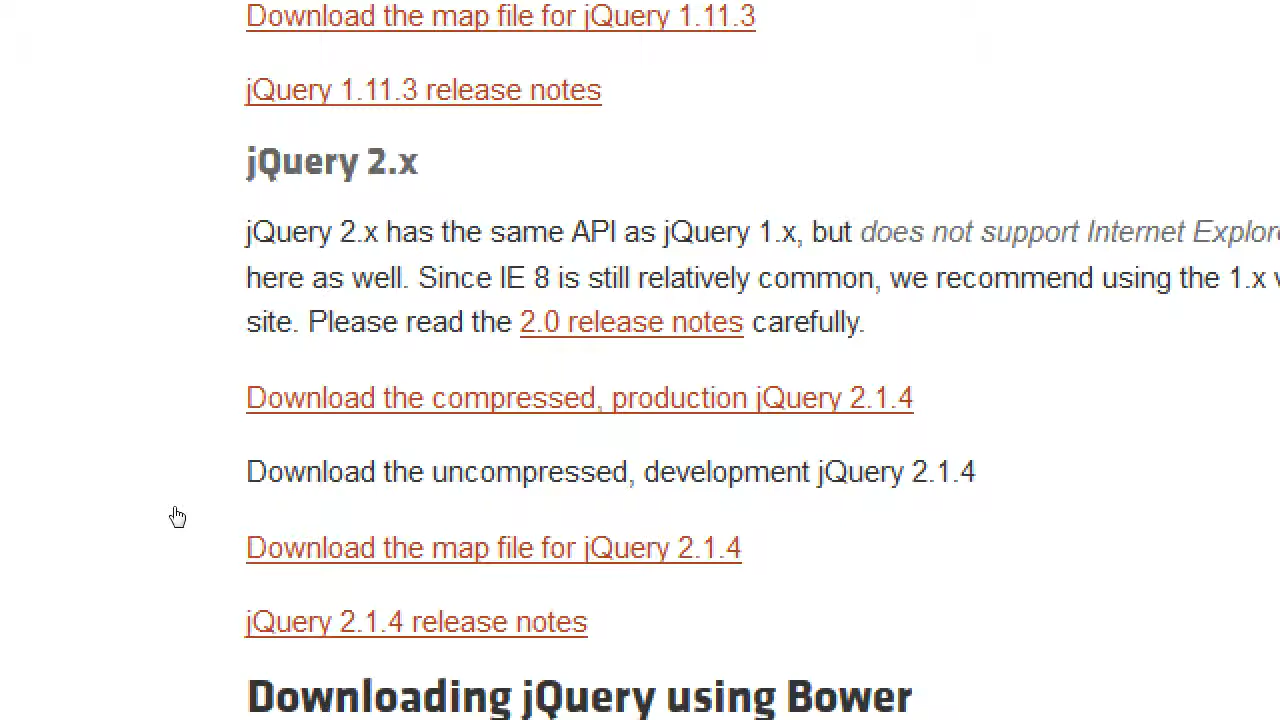 Download the map file for jQuery 1.11.3
jQuery 1.11.3 release notes
jQuery 2.x
jQuery 2.x has the same API as jQuery 1.x, but does not support Internet
here as well. Since IE 8 is still relatively common, we recommend using the 1.x
site. Please read the 2.0 release notes carefully.
Download the compressed, production jQuery 2.1.4
Download the uncompressed, development jQuery 2.1.4
Download the map file for jQuery 2.1.4
jQuery 2.1.4 release notes
Downloading jQuery using Bower